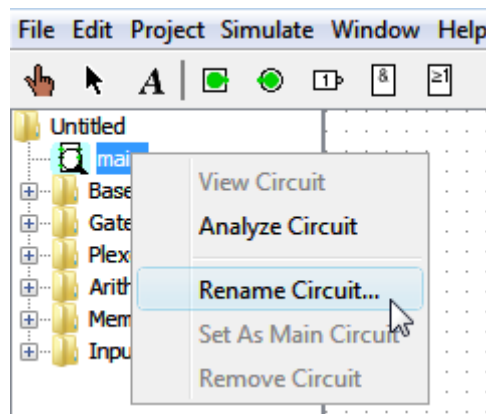 File Edit Project Simulate Window Help
A 1 & ≥1
Untitled
main
View Circuit
Base
Analyze Circuit
Gate
Plex
Rename Circuit...
Arith
Set As Main Circuit
Mem
Inpu
Remove Circuit